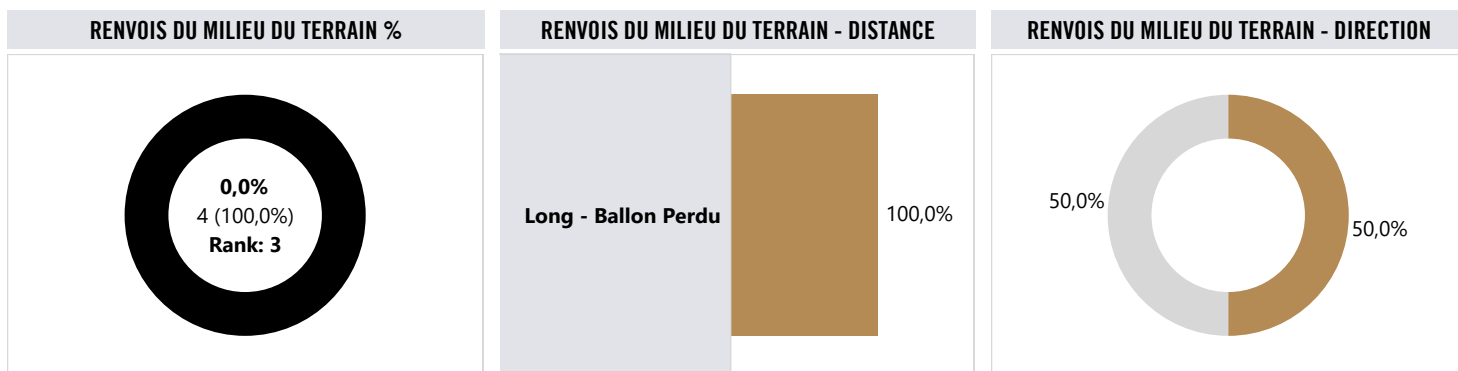 RENVOIS DU MILIEU DU TERRAIN %
0,0%
4 (100,0%)
Rank: 3
RENVOIS DU MILIEU DU TERRAIN - DISTANCE
Long - Ballon Perdu
100,0%
RENVOIS DU MILIEU DU TERRAIN - DIRECTION
50,0%
50,0%